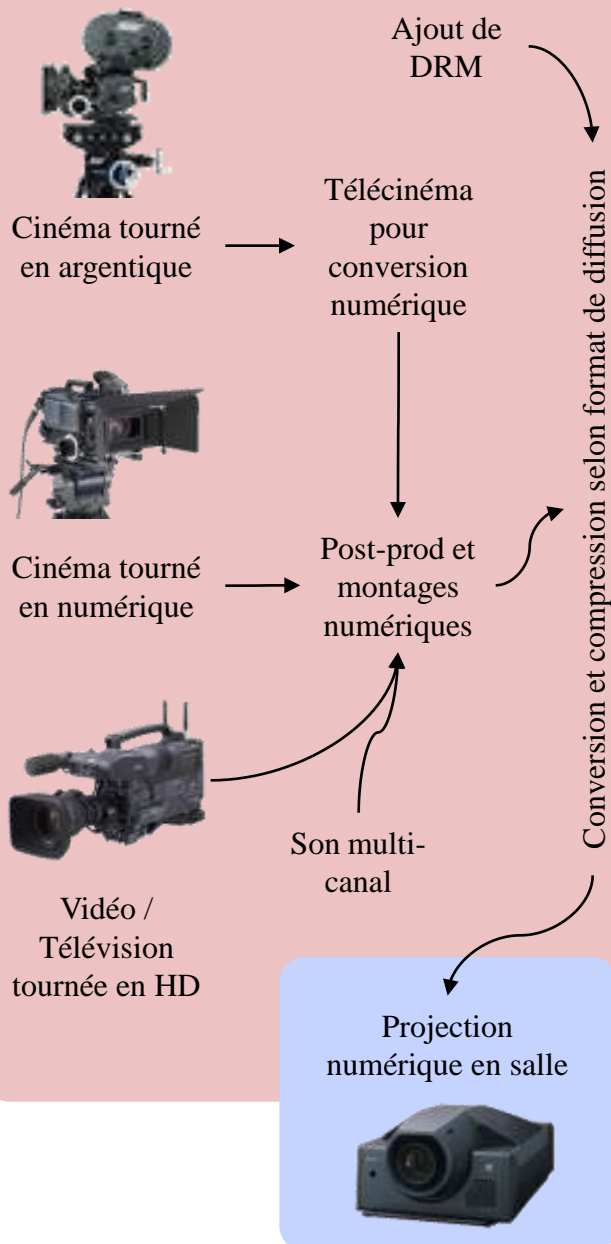 Ajout de
DRM
Cinéma tourné
en argentique
Télécinéma
pour
conversion
numérique
Conversion et compression selon format de diffusion
Cinéma tourné
en numérique
Post-prod et
montages
numériques
Son multi-
canal
Vidéo /
Télévision
tournée en HD
Projection
numérique en salle